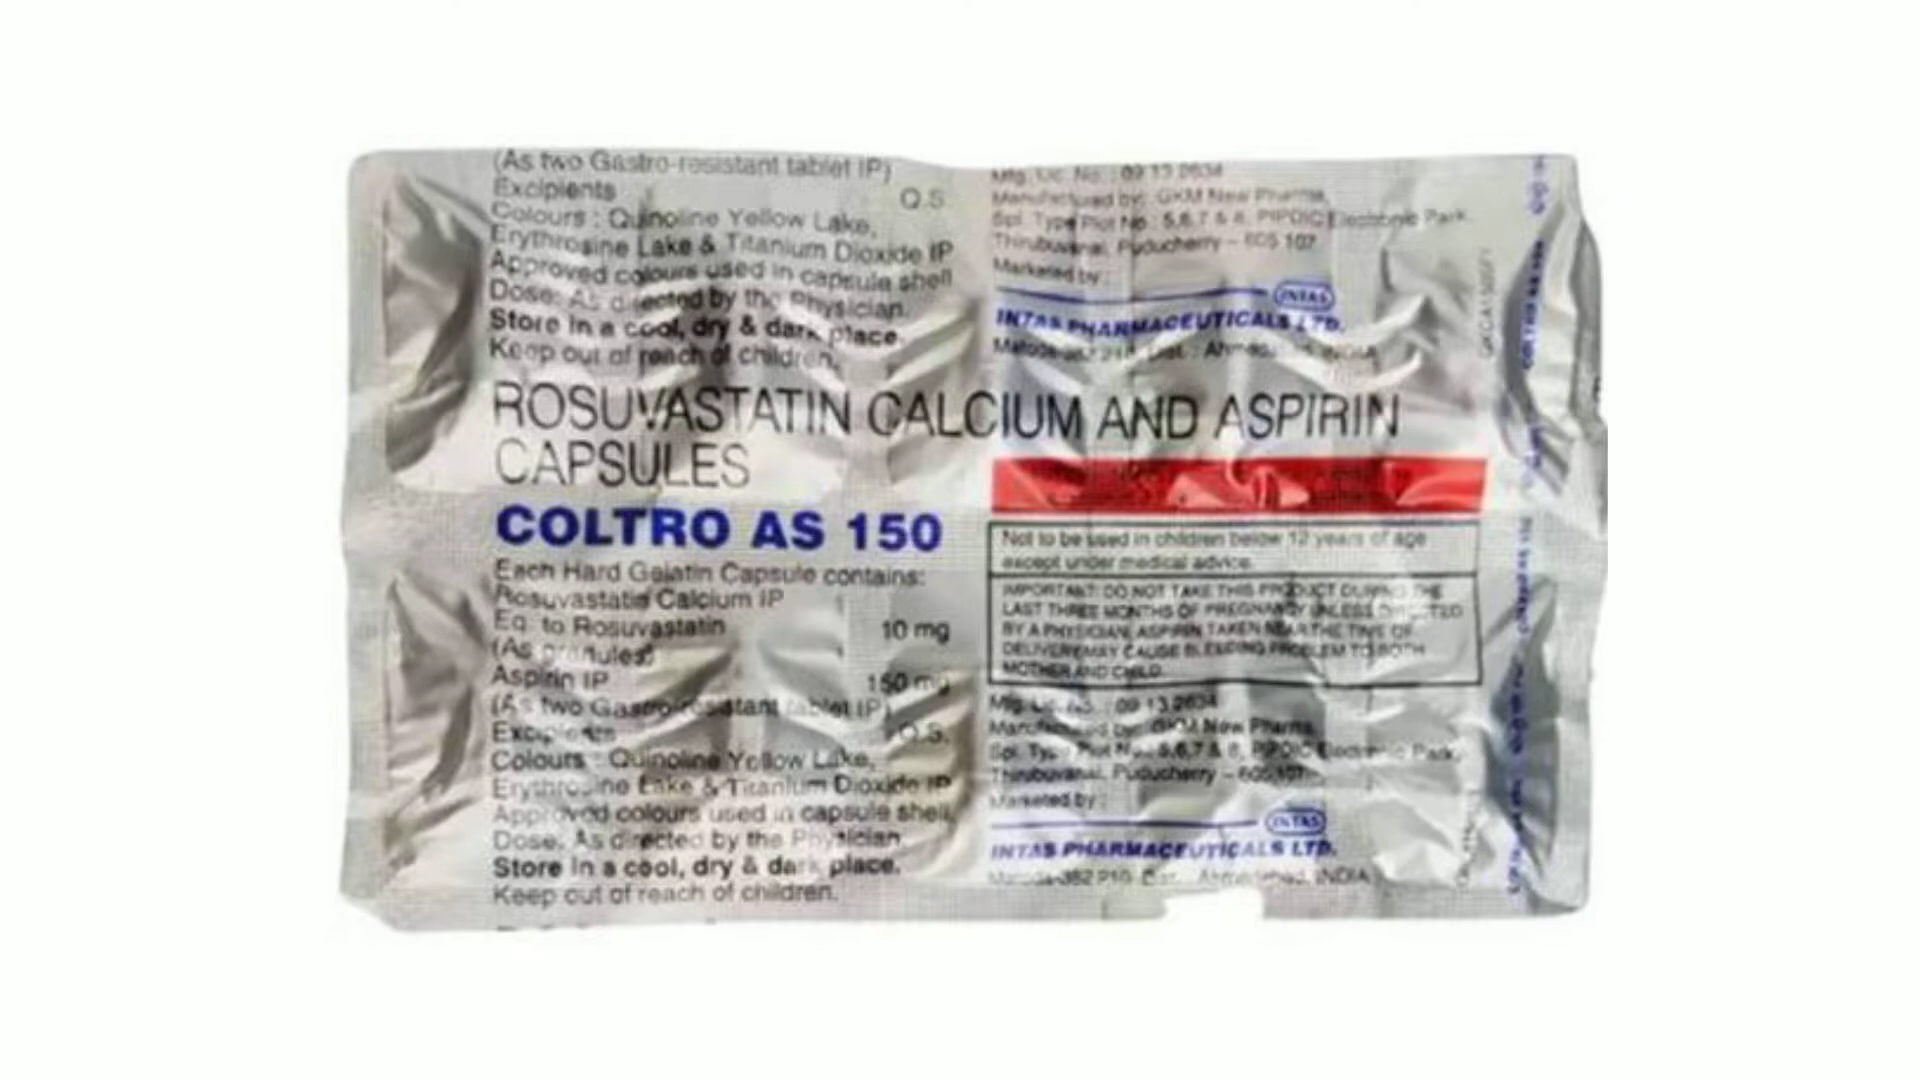 (As two Gastro-resistant tablet IP)
Excipients Q.S.
Colours : Quinoline Yellow Lake,
Erythrosine Lake & Titanium Dioxide IP
Approved colours used in capsule shell
Dose: As directed by the Physician.
Store in a cool, dry & dark place.
Keep out of reach of children.
Mfg. Lic. No. : 09 13 2634
Manufactured by: GKM New Pharma,
Spl. Type Plot No : 5,6,7 & 8, PIPDIC Electronic Park,
Thirubuvanai, Puducherry – 605 107
Marketed by :
INTAS
INTAS PHARMACEUTICALS LTD.
INDIA
ROSUVASTATIN CALCIUM AND ASPIRIN
CAPSULES
COLTRO AS 150
Each Hard Gelatin Capsule contains:
Rosuvastatin Calcium IP
Eq. to Rosuvastatin 10 mg
(As granules)
Aspirin IP 150 mg
(As two Gastro-resistant tablet IP)
Excipients Q.S.
Colours : Quinoline Yellow Lake,
Erythrosine Lake & Titanium Dioxide IP
Approved colours used in capsule shell
Dose: As directed by the Physician
Store in a cool, dry & dark place.
Keep out of reach of children.
Not to be used in children below 12 years of age
except under medical advice.
IMPORTANT: DO NOT TAKE THIS PRODUCT DURING THE
LAST THREE MONTHS OF PREGNANCY UNLESS DIRECTED
BY A PHYSICIAN. ASPIRIN TAKEN NEAR THE TIME OF
DELIVERY MAY CAUSE BLEEDING PROBLEM TO BOTH
MOTHER AND CHILD
Mfg. Lic. No. : 09 13 2634
Manufactured by: GKM New Pharma,
Spl. Type Plot No : 5,6,7 & 8, PIPDIC Electronic Park,
Thirubuvanai, Puducherry – 605 107
Marketed by :
INTAS
INTAS PHARMACEUTICALS LTD.
Matoda-382 210, Dist. : Ahmedabad, INDIA